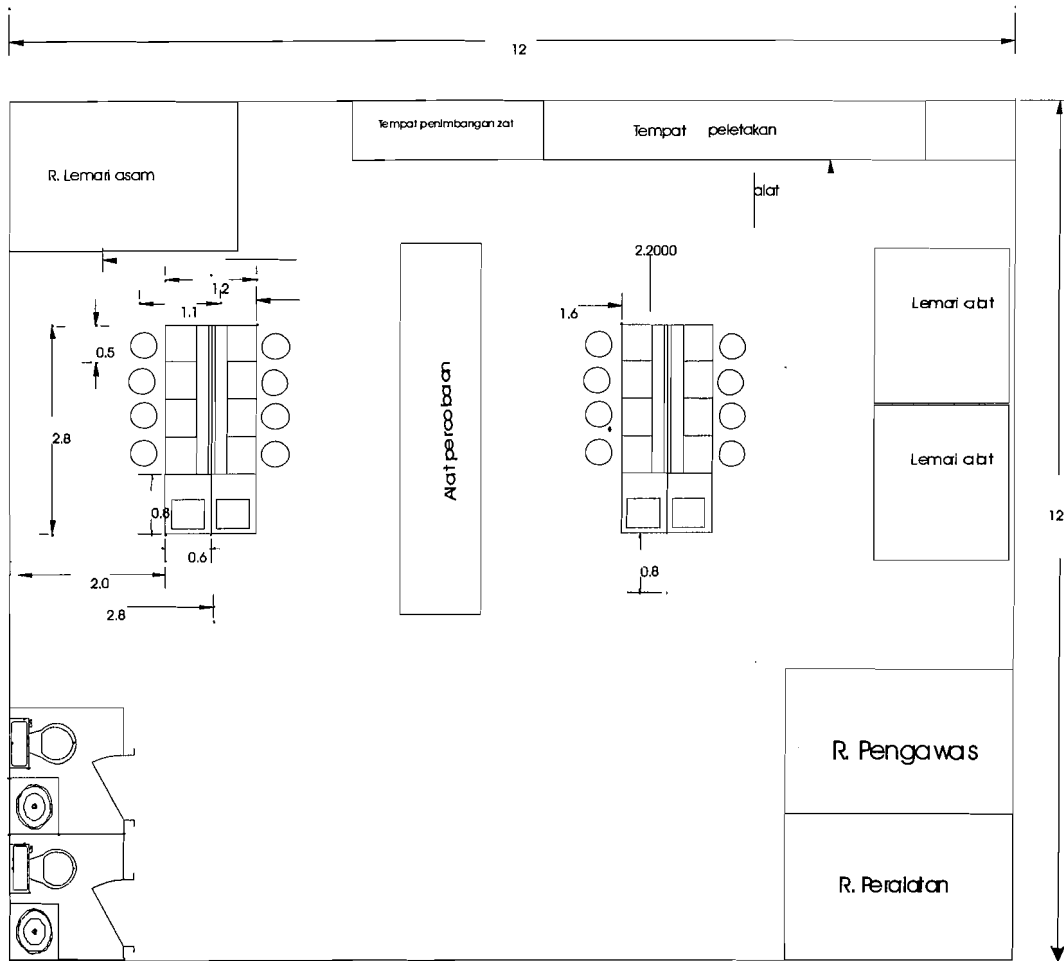 12
Tempat penimbangan zat
Tempat peletakan
alat
R. Lemari asam
1.2
1.1
0.5
2.8
0.8
0.6
2.0
2.8
Alat percobaan
2.2000
1.6
0.8
Lemari alat
Lemari alat
12
R. Pengawas
R. Peralatan